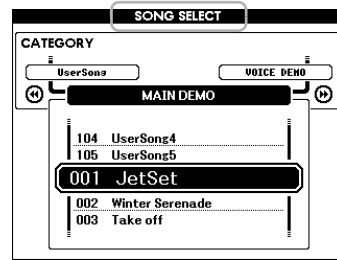 SONG SELECT
CATEGORY
UserSong VOICE DEMO
MAIN DEMO
104 UserSong4
105 UserSong5
001 JetSet
002 Winter Serenade
003 Take off